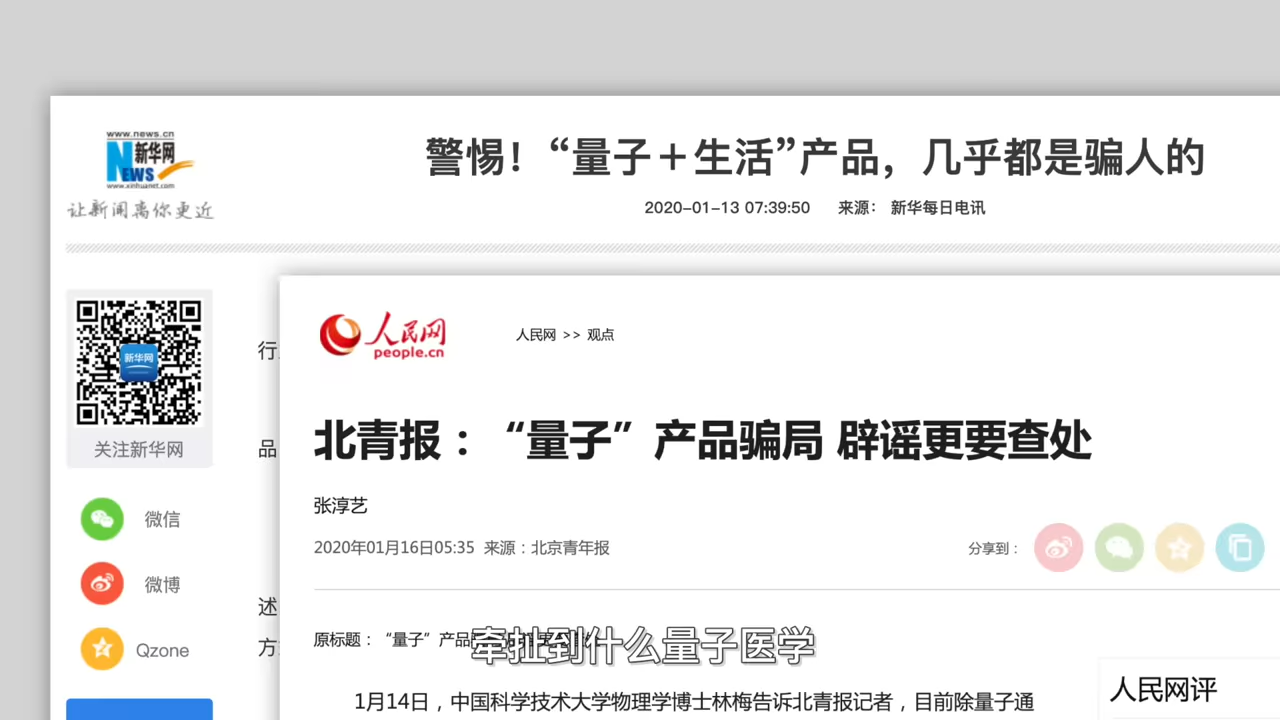 www.news.cn
新华网
NEWS
www.xinhuanet.com
让新闻离你更近
警惕！“量子＋生活”产品，几乎都是骗人的
2020-01-13 07:39:50 来源： 新华每日电讯
新华网
关注新华网
微信
微博
Qzone
行
品
述
方
人民网
people.cn
人民网 >> 观点
北青报：“量子”产品骗局 辟谣更要查处
张淳艺
2020年01月16日05:35 来源：北京青年报
分享到：
原标题：“量子”产品
牵扯到什么量子医学
1月14日，中国科学技术大学物理学博士林梅告诉北青报记者，目前除量子通
人民网评